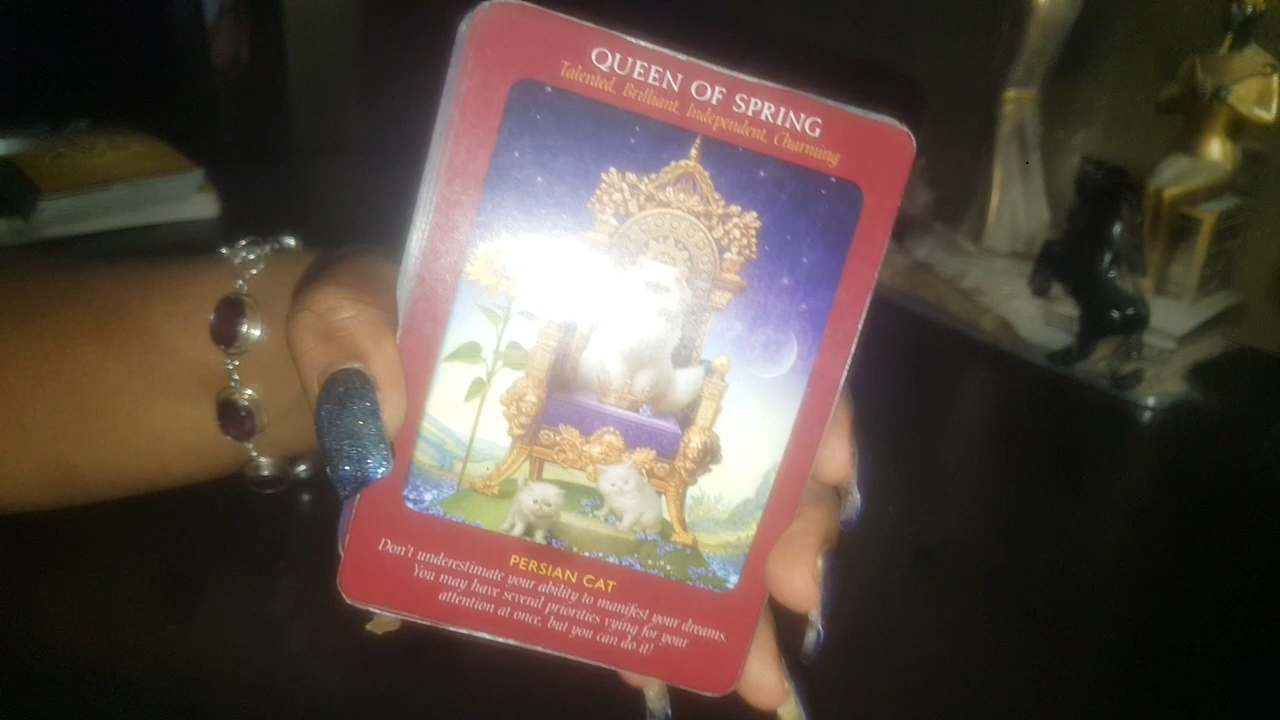 QUEEN OF SPRING
Talented, Brilliant, Independent, Charming
PERSIAN CAT
Don't underestimate your ability to manifest your dreams.
You may have several priorities vying for your
attention at once, but you can do it!